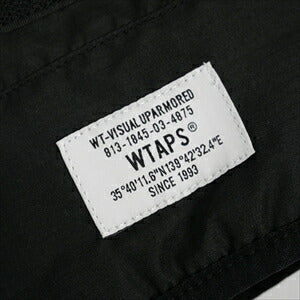 WT-VISUALUPARMORED
813-1845-03-4875
WTAPS®
35°40'11.6"N139°42'32.4"E
SINCE 1993